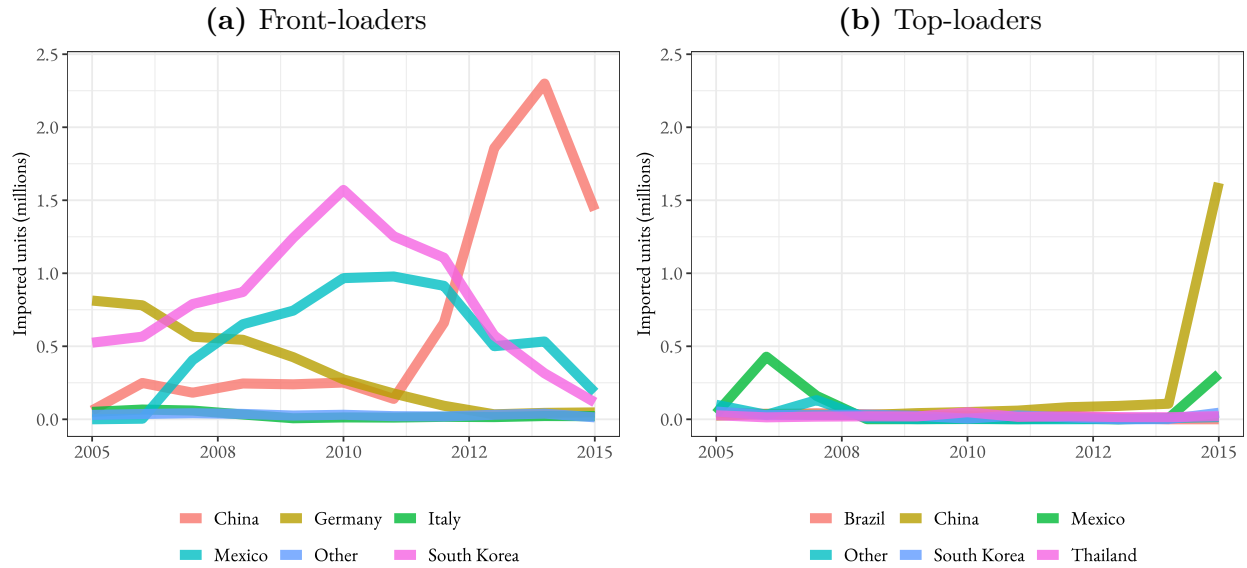 (a) Front-loaders
(b) Top-loaders
Imported units (millions)
2.5
2.0
1.5
1.0
0.5
0.0
2005 2008 2010 2012 2015
China Germany Italy
Mexico Other South Korea
Imported units (millions)
2.5
2.0
1.5
1.0
0.5
0.0
2005 2008 2010 2012 2015
Brazil China Mexico
Other South Korea Thailand